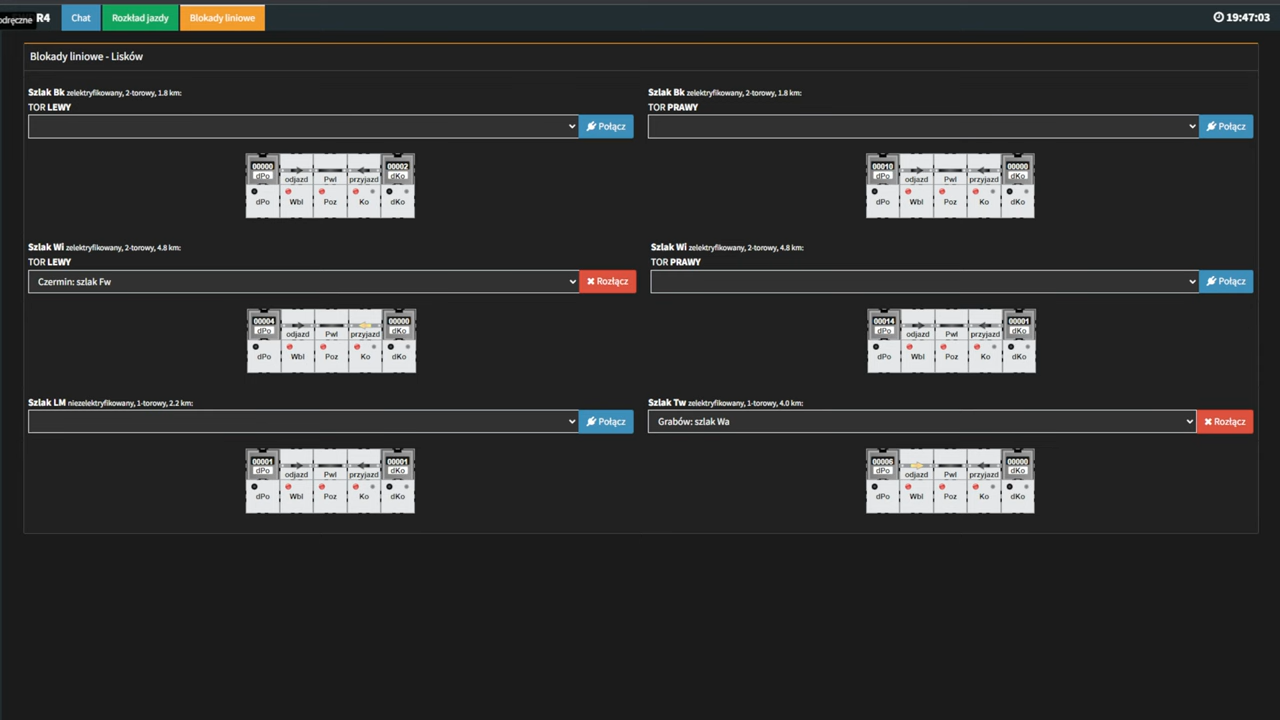 odręczne R4 Chat Rozkład jazdy Blokady liniowe 19:47:03
Blokady liniowe - Lisków
Szlak Bk zelektryfikowany, 2-torowy, 1.8 km:
TOR LEWY
Połącz
00000 odjazd Pwl przyjazd 00002
dPo dKo
dPo Wbl Poz Ko dKo
Szlak Bk zelektryfikowany, 2-torowy, 1.8 km:
TOR PRAWY
Połącz
00010 odjazd Pwl przyjazd 00000
dPo dKo
dPo Wbl Poz Ko dKo
Szlak Wi zelektryfikowany, 2-torowy, 4.8 km:
TOR LEWY
Czermin: szlak Fw Rozłącz
00004 odjazd Pwl przyjazd 00000
dPo dKo
dPo Wbl Poz Ko dKo
Szlak Wi zelektryfikowany, 2-torowy, 4.8 km:
TOR PRAWY
Połącz
00014 odjazd Pwl przyjazd 00001
dPo dKo
dPo Wbl Poz Ko dKo
Szlak LM niezelektryfikowany, 1-torowy, 2.2 km:
Połącz
00001 odjazd Pwl przyjazd 00001
dPo dKo
dPo Wbl Poz Ko dKo
Szlak Tw zelektryfikowany, 1-torowy, 4.0 km:
Grabów: szlak Wa Rozłącz
00006 odjazd Pwl przyjazd 00000
dPo dKo
dPo Wbl Poz Ko dKo